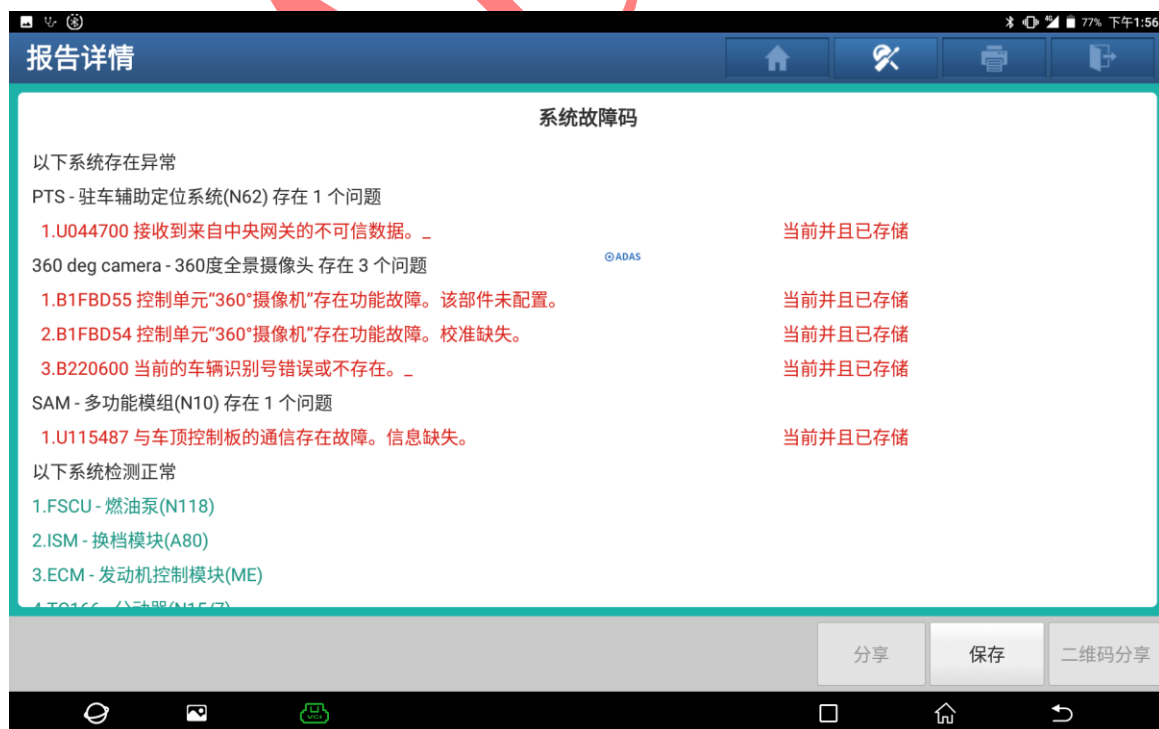 77% 下午1:56
报告详情
系统故障码
以下系统存在异常
PTS - 驻车辅助定位系统(N62) 存在 1 个问题
1.U044700 接收到来自中央网关的不可信数据。_ 当前并且已存储
360 deg camera - 360度全景摄像头 存在 3 个问题
ADAS
1.B1FBD55 控制单元“360°摄像机”存在功能故障。该部件未配置。 当前并且已存储
2.B1FBD54 控制单元“360°摄像机”存在功能故障。校准缺失。 当前并且已存储
3.B220600 当前的车辆识别号错误或不存在。_ 当前并且已存储
SAM - 多功能模组(N10) 存在 1 个问题
1.U115487 与车顶控制板的通信存在故障。信息缺失。 当前并且已存储
以下系统检测正常
1.FSCU - 燃油泵(N118)
2.ISM - 换档模块(A80)
3.ECM - 发动机控制模块(ME)
分享 保存 二维码分享
VCI